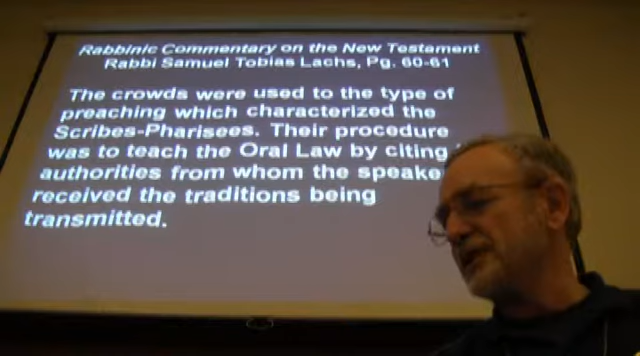 Rabbinic Commentary on the New Testament
Rabbi Samuel Tobias Lachs, Pg. 60-61
The crowds were used to the type of
preaching which characterized the
Scribes-Pharisees. Their procedure
was to teach the Oral Law by citing
authorities from whom the speake
received the traditions being
transmitted.